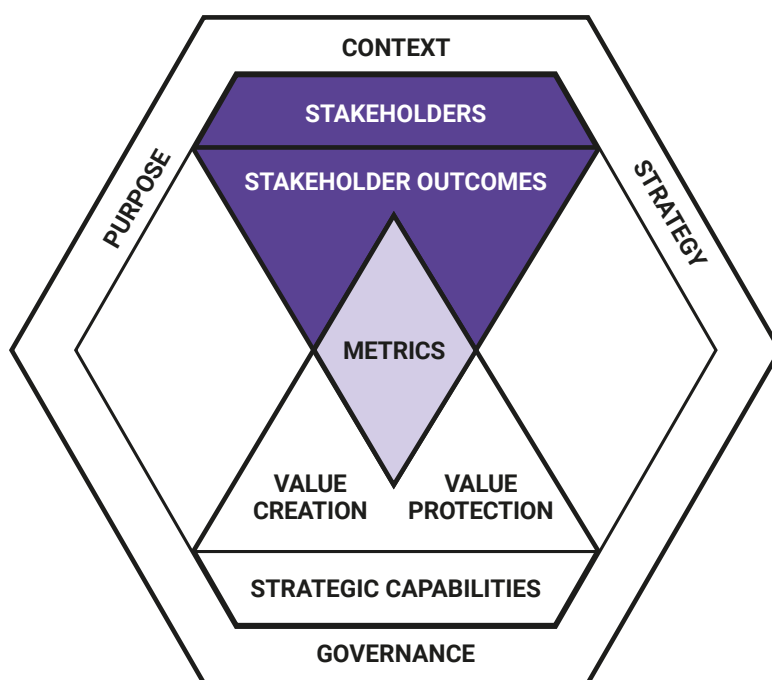 CONTEXT
STAKEHOLDERS
STAKEHOLDER OUTCOMES
PURPOSE
STRATEGY
METRICS
VALUE
CREATION
VALUE
PROTECTION
STRATEGIC CAPABILITIES
GOVERNANCE